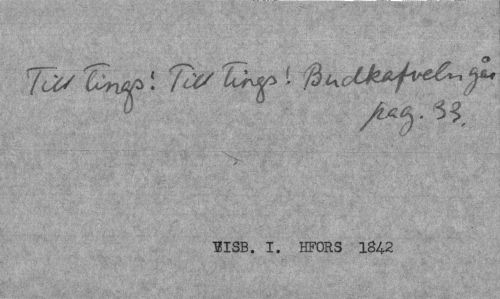 Till Tings! Till Tings! Budkafveln går
pag. 33.
VISB. I. HFORS 1842